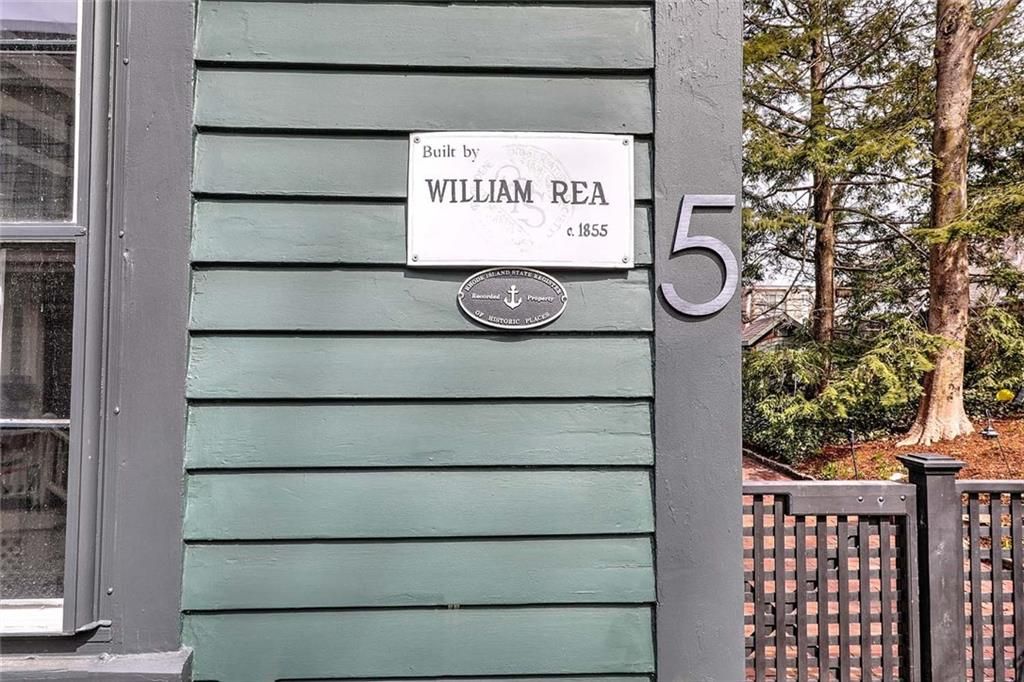 Built by
WILLIAM REA
c. 1855
5
RHODE ISLAND STATE REGISTER
Recorded Property
OF HISTORIC PLACES